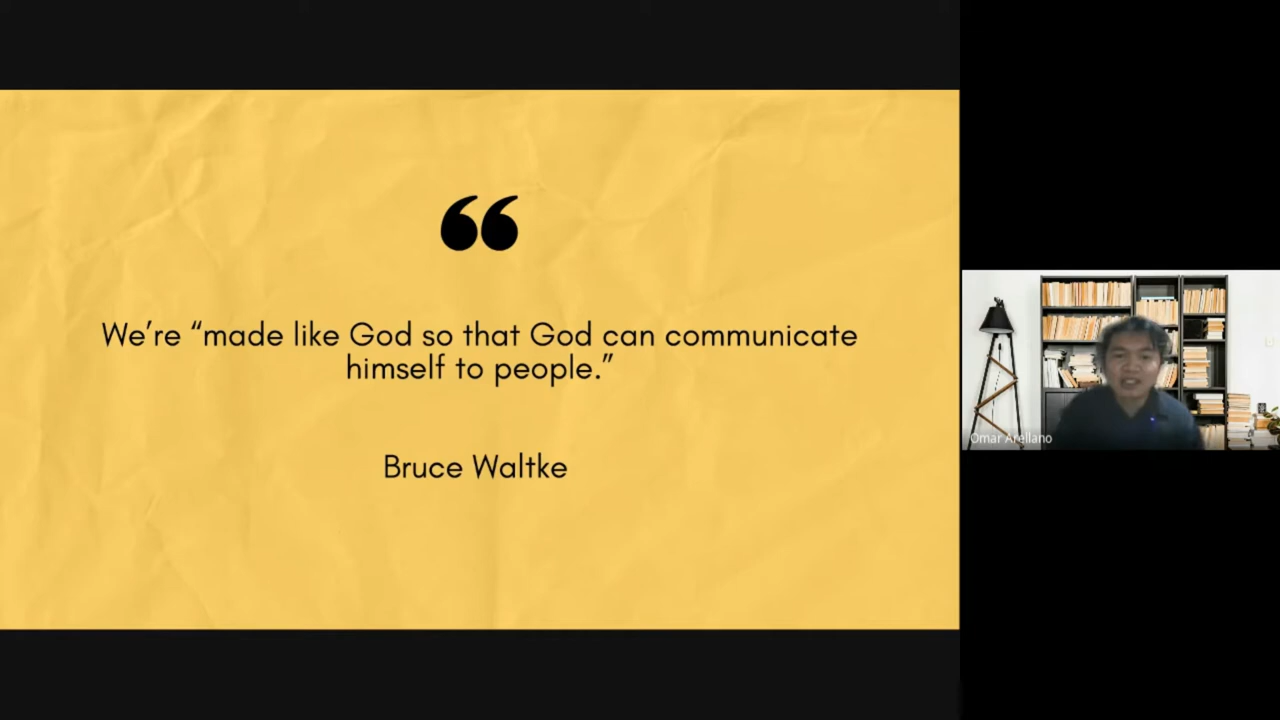 ❝
We’re “made like God so that God can communicate
himself to people.”
Bruce Waltke
Omar Arellano